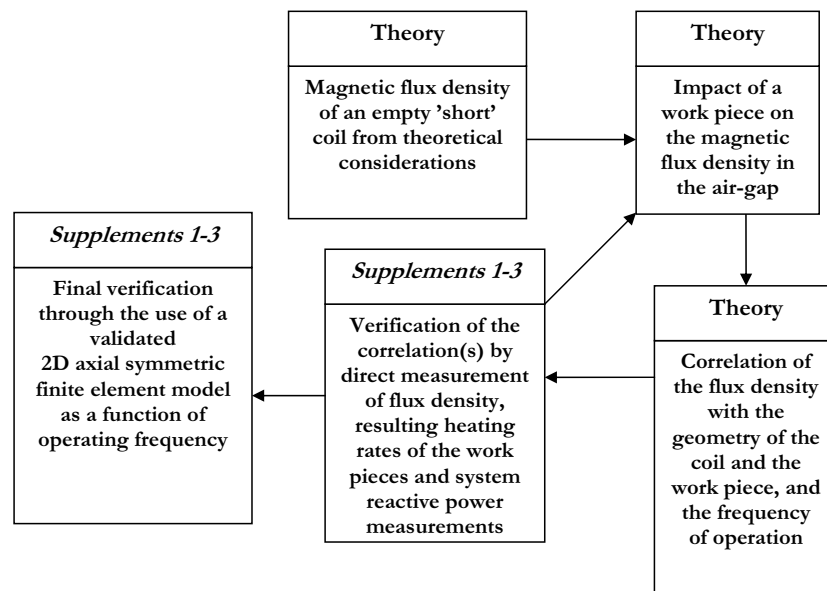 Theory
Magnetic flux density
of an empty ’short’
coil from theoretical
considerations
Theory
Impact of a
work piece on
the magnetic
flux density in
the air-gap
Supplements 1-3
Final verification
through the use of a
validated
2D axial symmetric
finite element model
as a function of
operating frequency
Supplements 1-3
Verification of the
correlation(s) by
direct measurement
of flux density,
resulting heating
rates of the work
pieces and system
reactive power
measurements
Theory
Correlation of
the flux density
with the
geometry of the
coil and the
work piece, and
the frequency
of operation